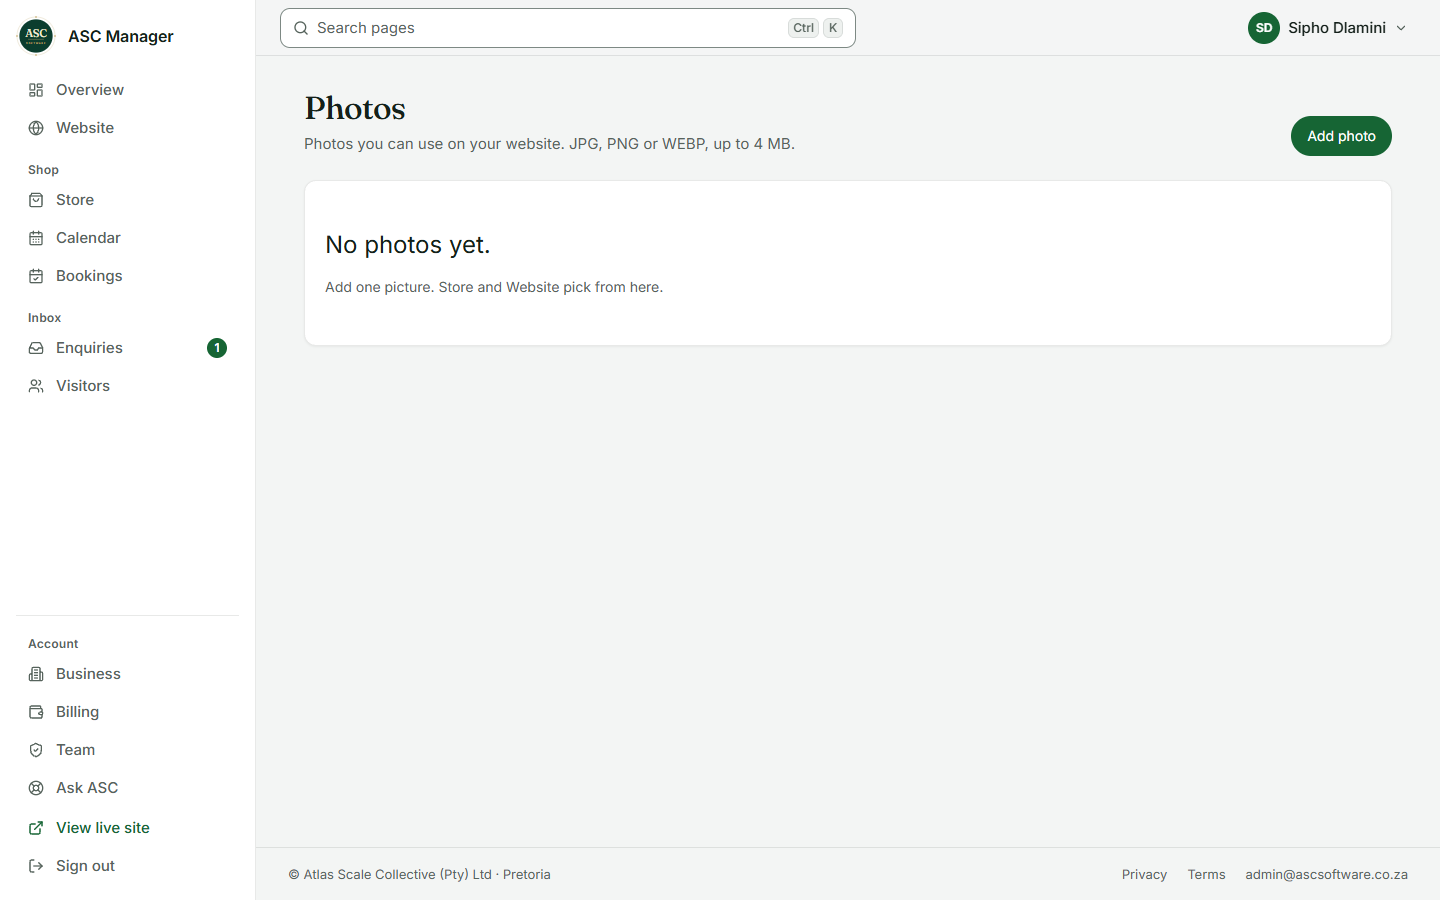 ASC
ASC Manager
Search pages
Ctrl K
SD
Sipho Dlamini
Overview
Website
Shop
Store
Calendar
Bookings
Inbox
Enquiries
1
Visitors
Account
Business
Billing
Team
Ask ASC
View live site
Sign out
Photos
Photos you can use on your website. JPG, PNG or WEBP, up to 4 MB.
Add photo
No photos yet.
Add one picture. Store and Website pick from here.
© Atlas Scale Collective (Pty) Ltd · Pretoria
Privacy
Terms
admin@ascsoftware.co.za